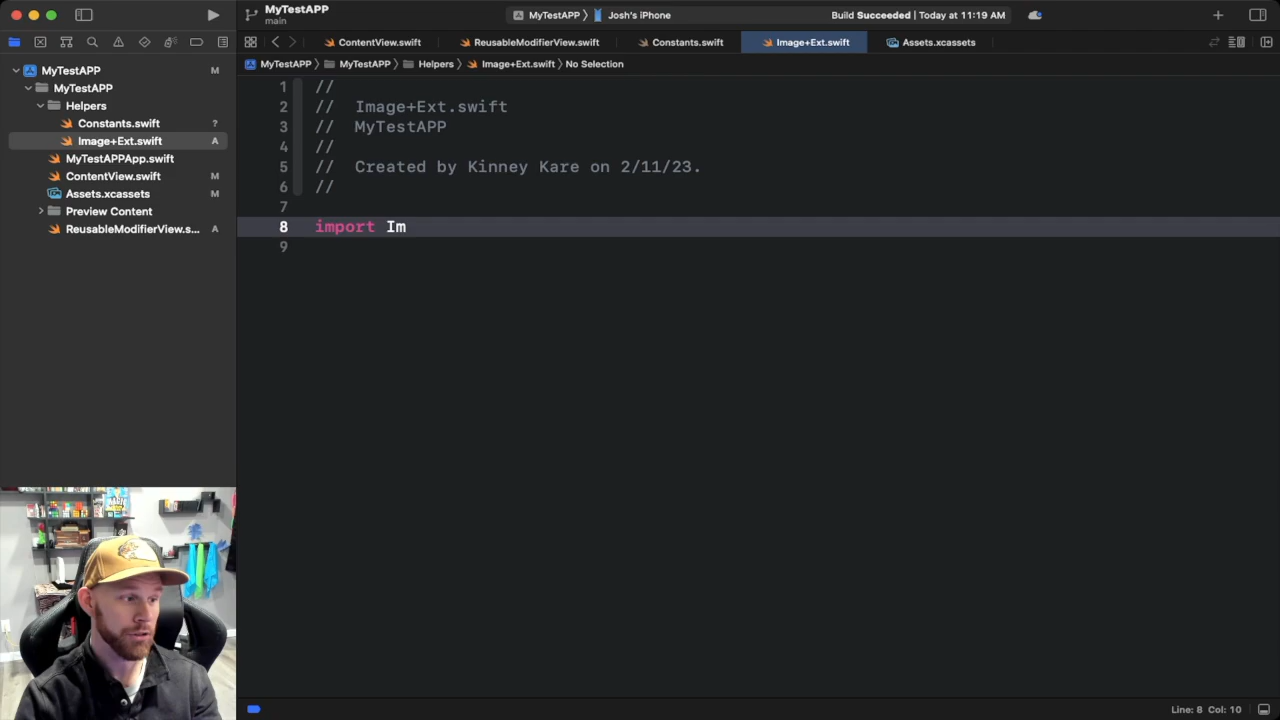 MyTestAPP
main
MyTestAPP
Josh's iPhone
Build Succeeded | Today at 11:19 AM
ContentView.swift
ReusableModifierView.swift
Constants.swift
Image+Ext.swift
Assets.xcassets
MyTestAPP M
MyTestAPP
Helpers
Constants.swift ?
Image+Ext.swift A
MyTestAPPApp.swift
ContentView.swift M
Assets.xcassets M
Preview Content
ReusableModifierView.s... A
MyTestAPP
MyTestAPP
Helpers
Image+Ext.swift
No Selection
1 //
2 // Image+Ext.swift
3 // MyTestAPP
4 //
5 // Created by Kinney Kare on 2/11/23.
6 //
7
8 import Im
9
Line: 8 Col: 10